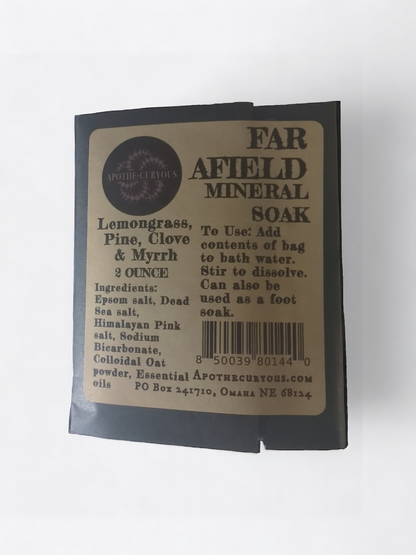 APOTHE·CURYOUS
FAR
AFIELD
MINERAL
SOAK
Lemongrass,
Pine, Clove
& Myrrh
2 OUNCE
Ingredients:
Epsom salt, Dead
Sea salt,
Himalayan Pink
salt, Sodium
Bicarbonate,
Colloidal Oat
powder, Essential
oils
To Use: Add
contents of bag
to bath water.
Stir to dissolve.
Can also be
used as a foot
soak.
8 50039 80144 0
APOTHECURYOUS.COM
PO BOX 241710, OMAHA NE 68124